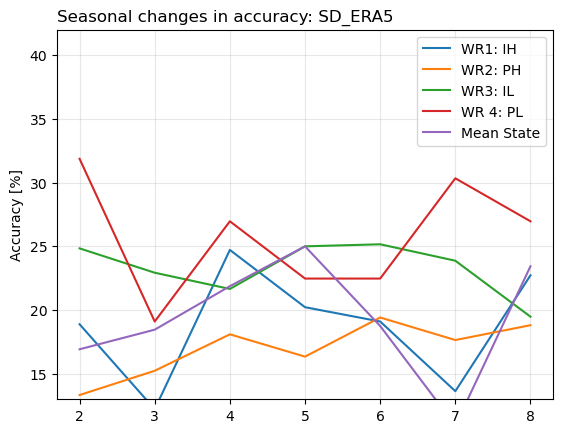 Seasonal changes in accuracy: SD_ERA5
WR1: IH
WR2: PH
WR3: IL
WR 4: PL
Mean State
Accuracy [%]
40
35
30
25
20
15
2 3 4 5 6 7 8